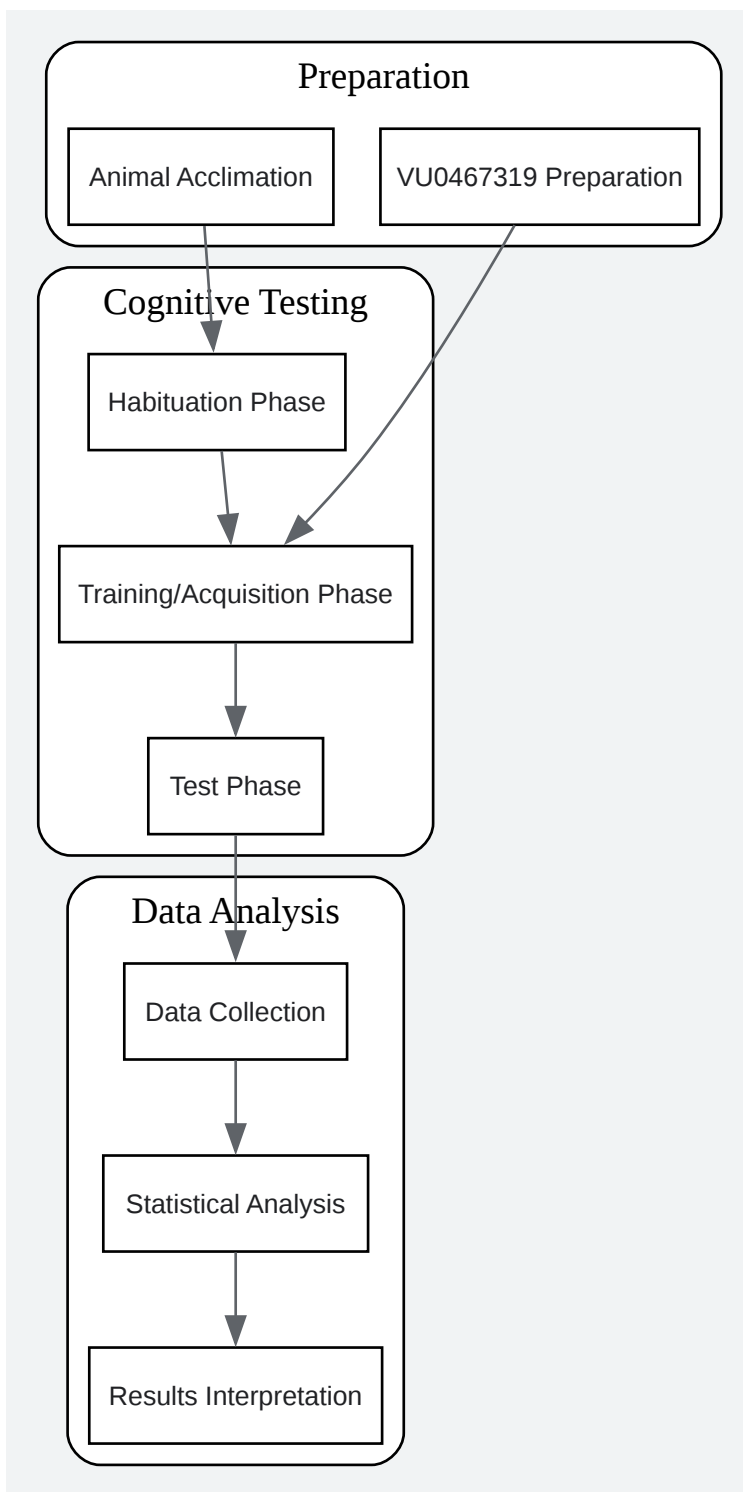 Preparation
Animal Acclimation
VU0467319 Preparation
Cognitive Testing
Habituation Phase
Training/Acquisition Phase
Test Phase
Data Analysis
Data Collection
Statistical Analysis
Results Interpretation